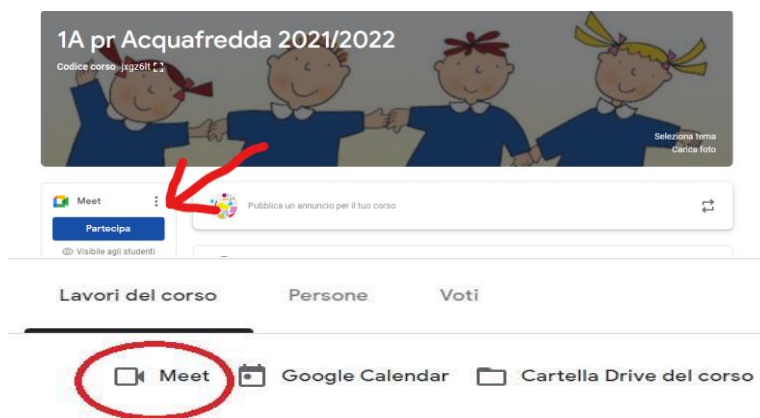 1A pr Acquafredda 2021/2022
Codice corso jxgz6lt
Seleziona tema
Carica foto
Meet
Pubblica un annuncio per il tuo corso
Partecipa
Visibile agli studenti
Lavori del corso Persone Voti
Meet Google Calendar Cartella Drive del corso